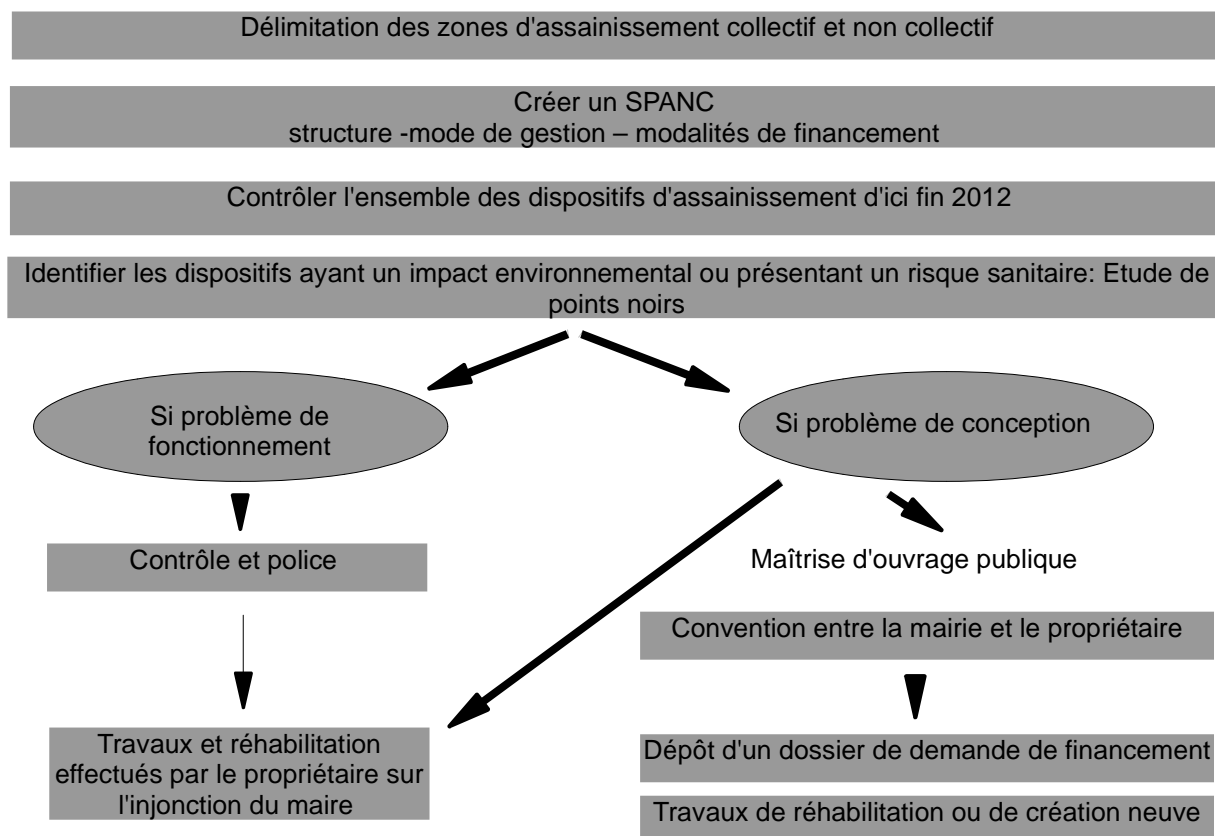 Délimitation des zones d'assainissement collectif et non collectif
Créer un SPANC
structure -mode de gestion – modalités de financement
Contrôler l'ensemble des dispositifs d'assainissement d'ici fin 2012
Identifier les dispositifs ayant un impact environnemental ou présentant un risque sanitaire: Etude de
points noirs
Si problème de
fonctionnement
Si problème de conception
Contrôle et police
Maîtrise d'ouvrage publique
Convention entre la mairie et le propriétaire
Travaux et réhabilitation
effectués par le propriétaire sur
l'injonction du maire
Dépôt d'un dossier de demande de financement
Travaux de réhabilitation ou de création neuve